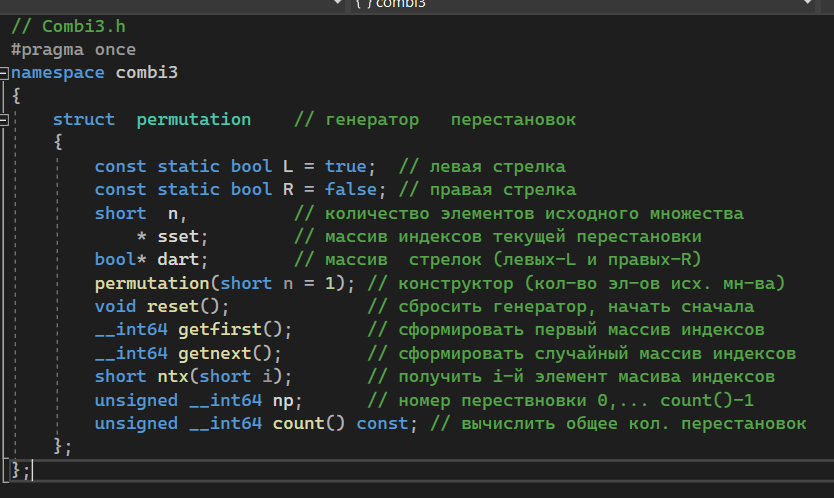 { } combi3
// Combi3.h
#pragma once
namespace combi3
{
struct  permutation    // генератор   перестановок
{
const static bool L = true;  // левая стрелка
const static bool R = false; // правая стрелка
short  n,          // количество элементов исходного множества
* sset;        // массив индексов текущей перестановки
bool* dart;        // массив  стрелок (левых-L и правых-R)
permutation(short n = 1); // конструктор (кол-во эл-ов исх. мн-ва)
void reset();             // сбросить генератор, начать сначала
__int64 getfirst();       // сформировать первый массив индексов
__int64 getnext();        // сформировать случайный массив индексов
short ntx(short i);       // получить i-й элемент масива индексов
unsigned __int64 np;      // номер перествновки 0,... count()-1
unsigned __int64 count() const; // вычислить общее кол. перестановок
};
};